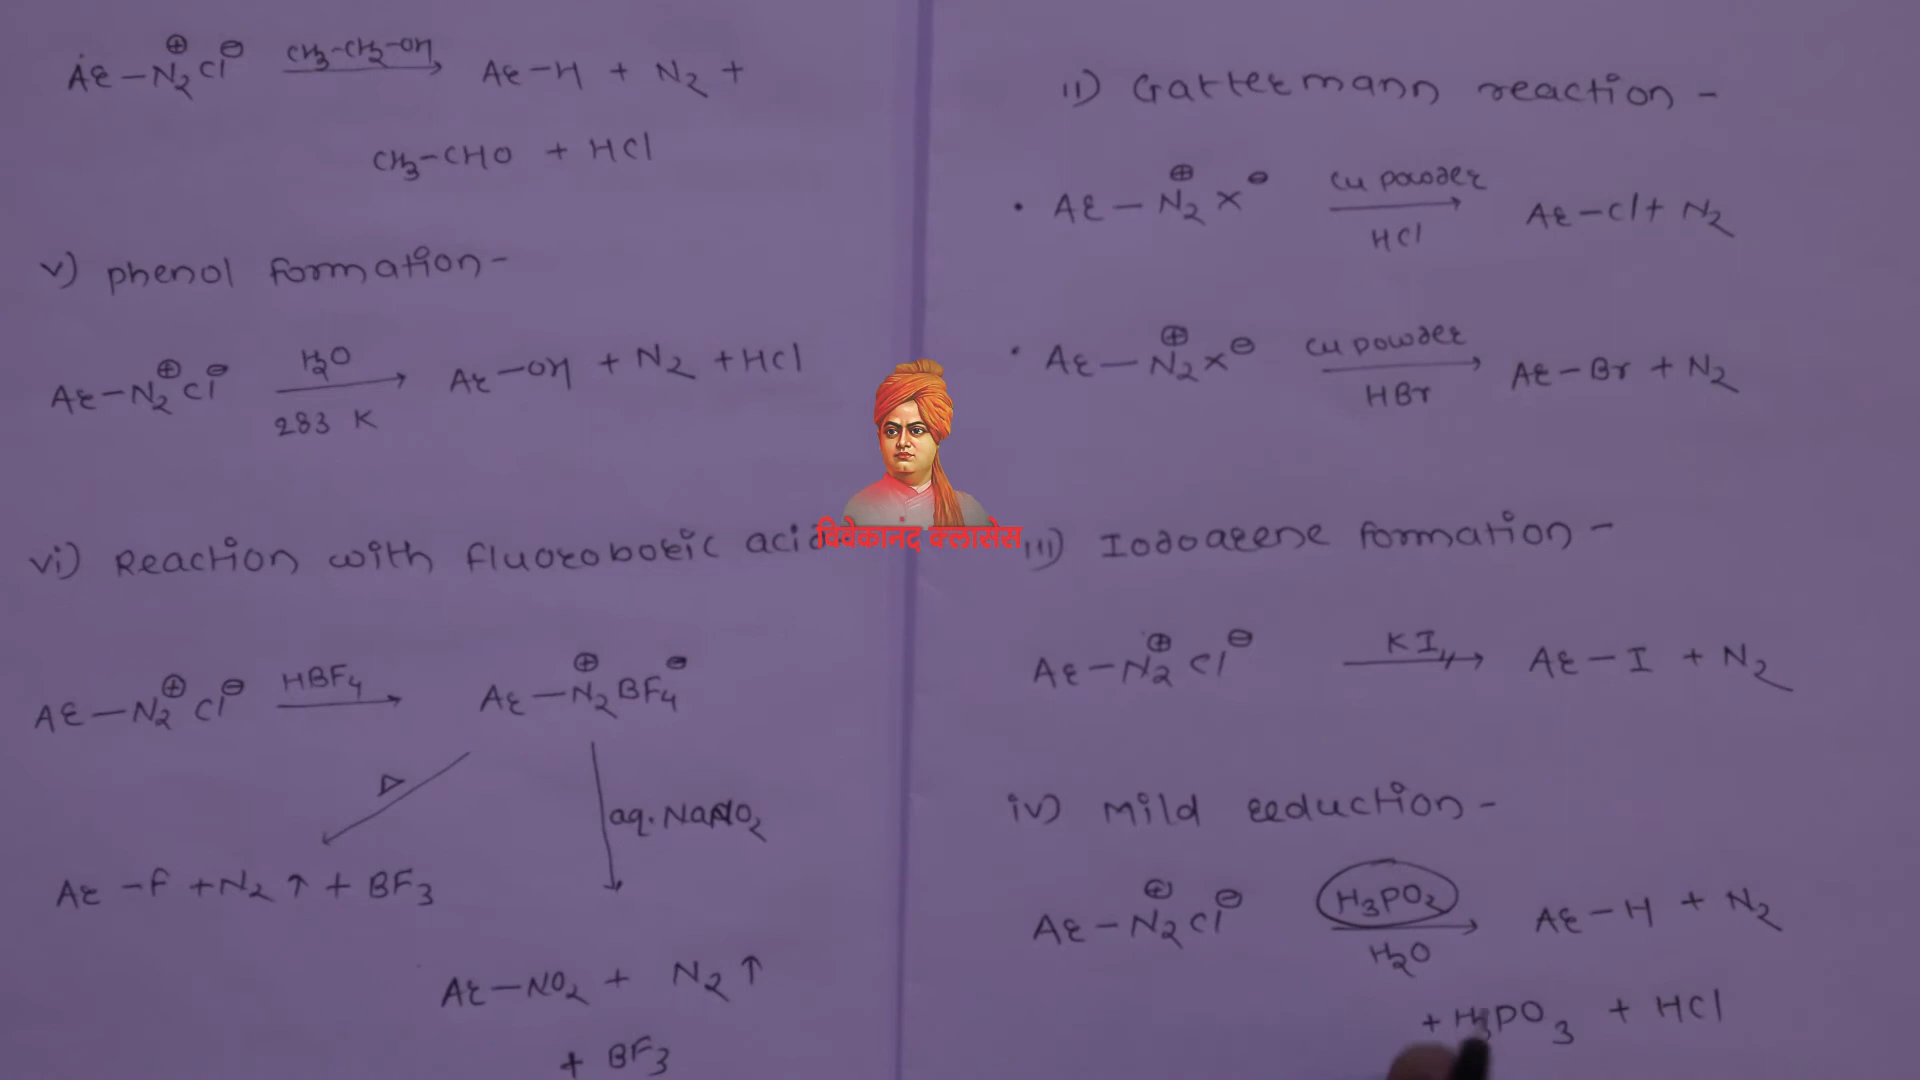 Ar-N₂⊕Cl⊖ CH₃-CH₂-OH → Ar-H + N₂ +
CH₃-CHO + HCl
v) phenol formation-
Ar-N₂⊕Cl⊖ H₂O → Ar-OH + N₂ + HCl
283 K
vi) Reaction with fluoroboric acid
Ar-N₂⊕Cl⊖ HBF₄ → Ar-N₂⊕BF₄⊖
Δ
aq. NaNO₂
Ar-F + N₂↑ + BF₃
Ar-NO₂ + N₂↑
+ BF₃
विवेकानंद क्लासेस
ii) Gattermann reaction -
• Ar-N₂⊕X⊖ Cu powder → Ar-Cl + N₂
HCl
• Ar-N₂⊕X⊖ Cu powder → Ar-Br + N₂
HBr
iii) Iodoarene formation -
Ar-N₂⊕Cl⊖ KI → Ar-I + N₂
iv) Mild reduction -
Ar-N₂⊕Cl⊖ H₃PO₂ → Ar-H + N₂
H₂O
+ H₃PO₃ + HCl